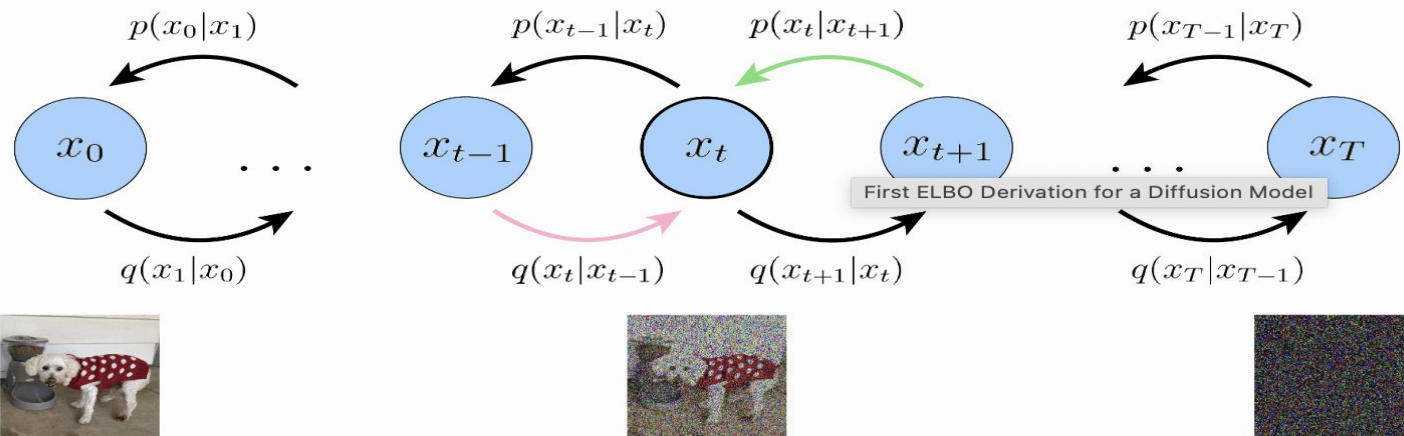 p(x_0|x_1) p(x_{t-1}|x_t) p(x_t|x_{t+1}) p(x_{T-1}|x_T)
x_0 . . . x_{t-1} x_t x_{t+1} . . . x_T
First ELBO Derivation for a Diffusion Model
q(x_1|x_0) q(x_t|x_{t-1}) q(x_{t+1}|x_t) q(x_T|x_{T-1})